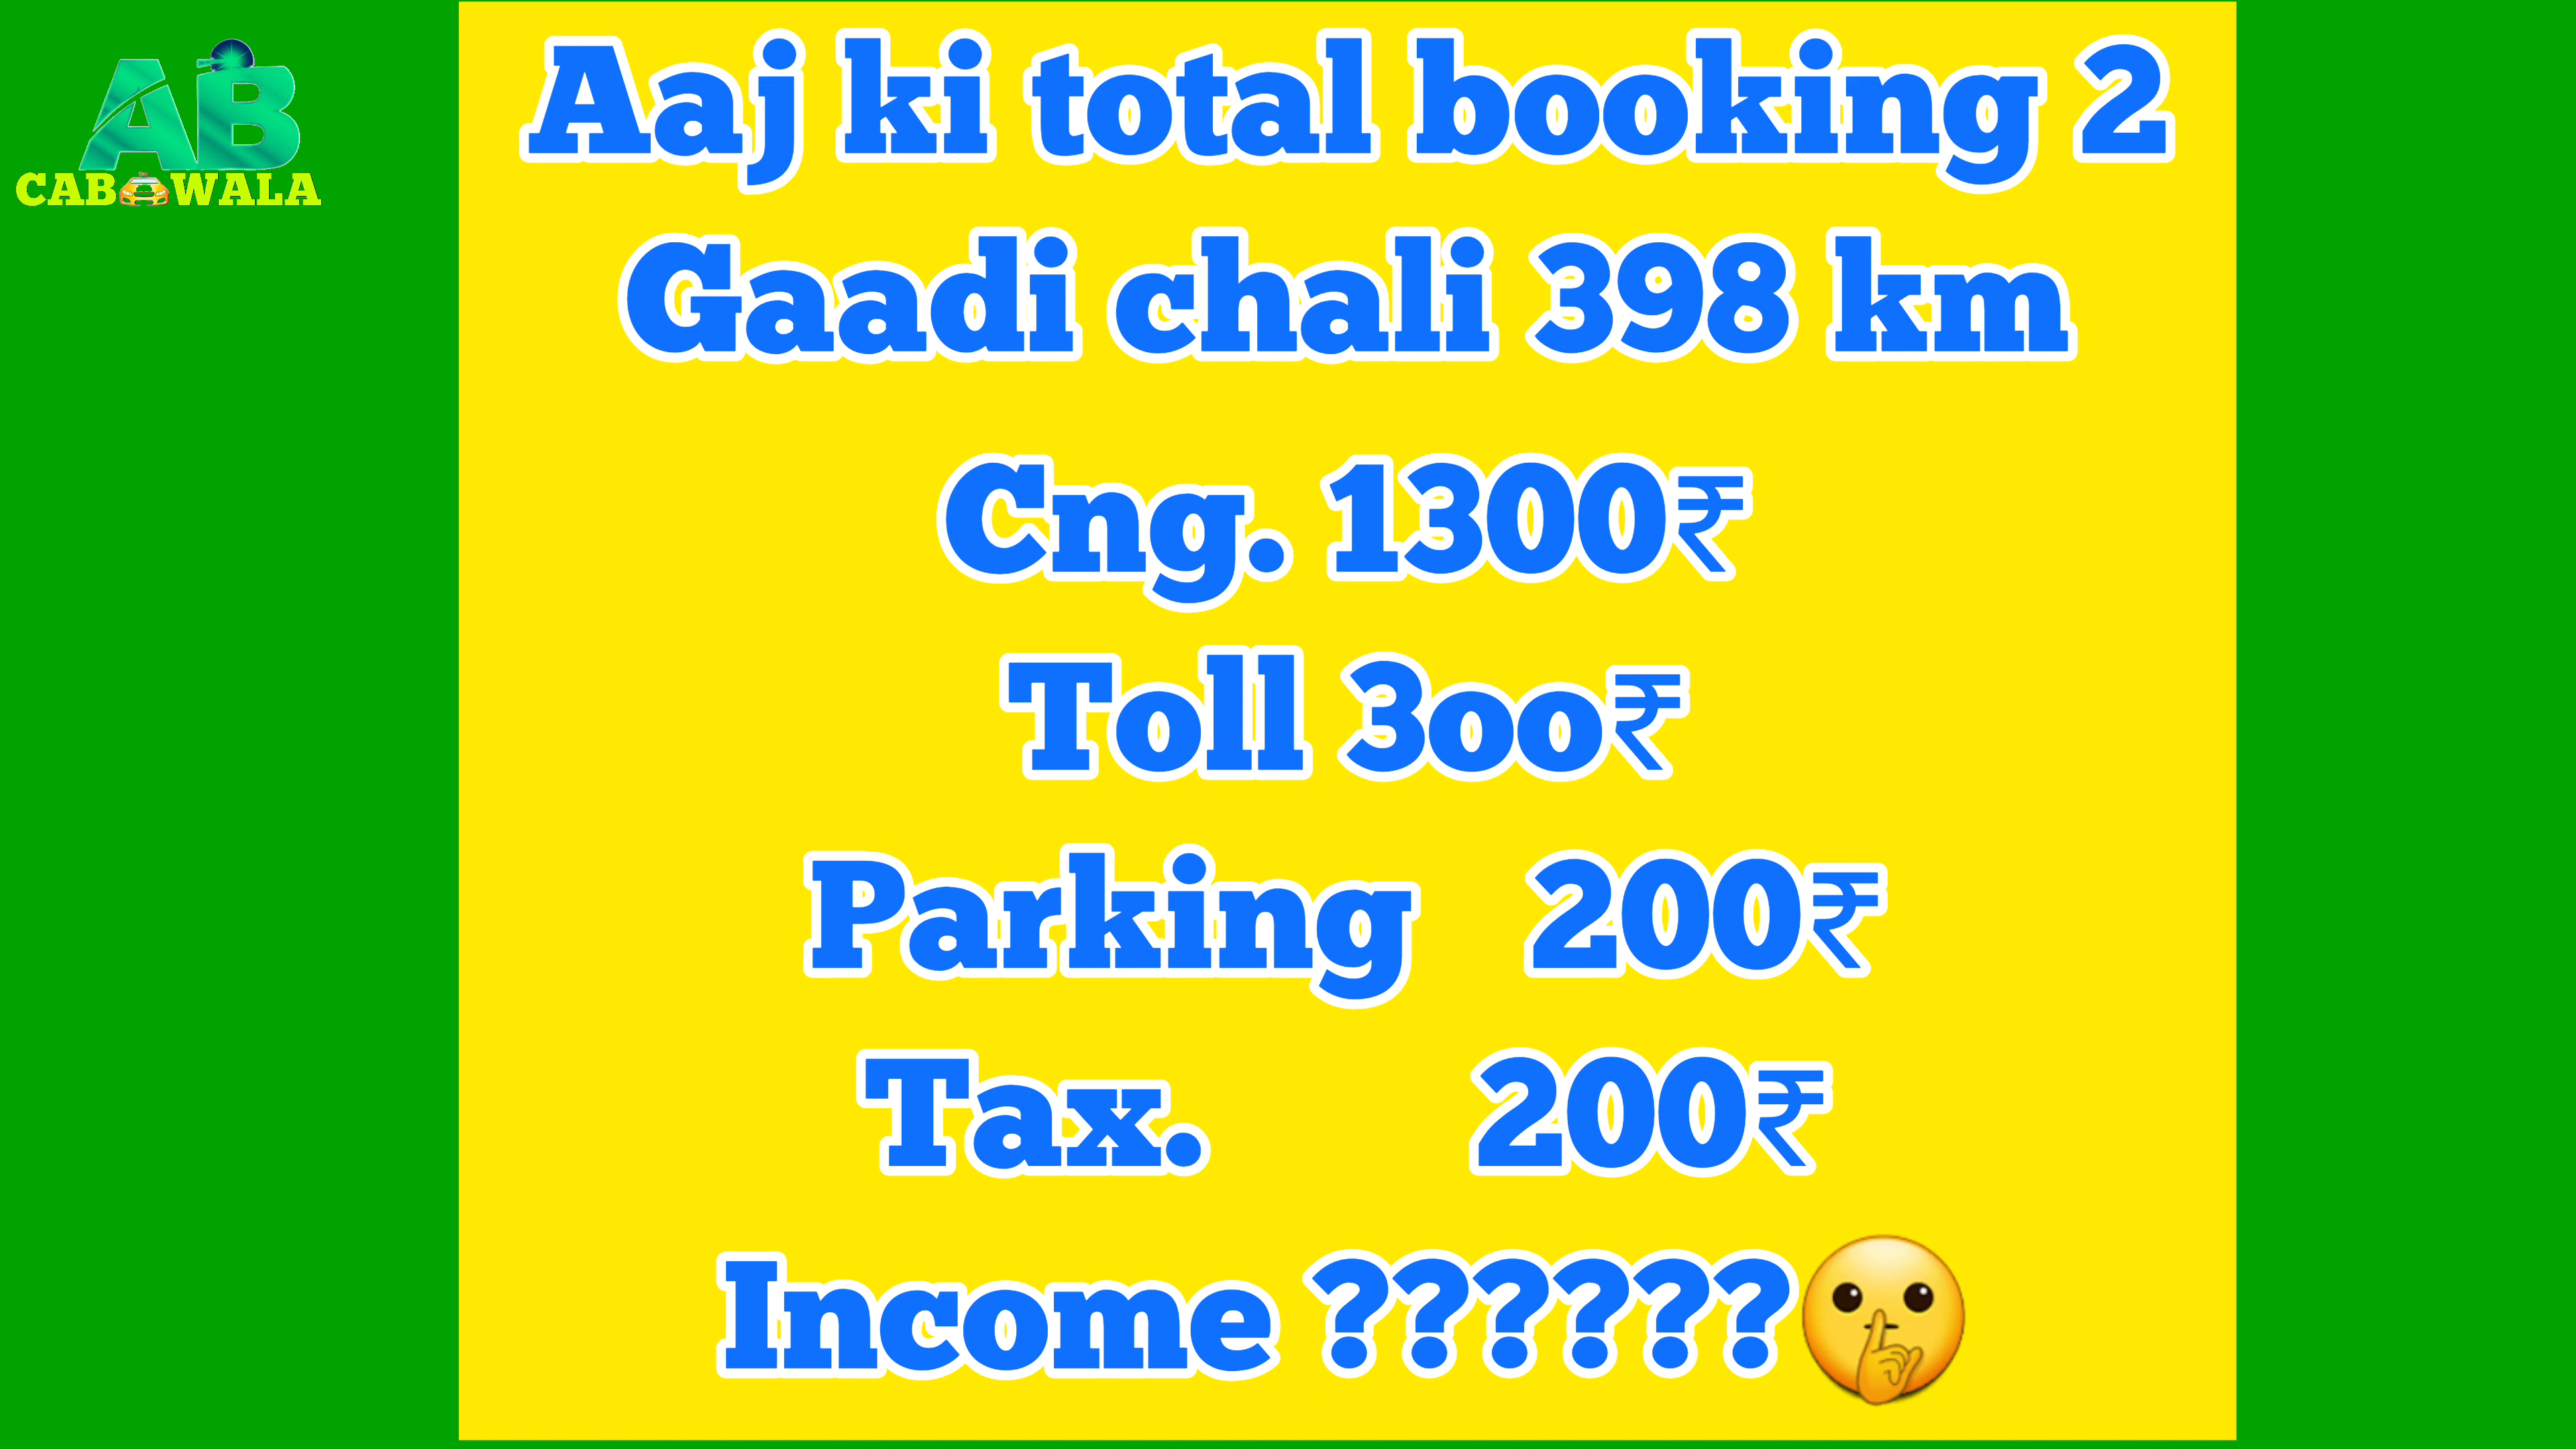 AB
CAB WALA
Aaj ki total booking 2
Gaadi chali 398 km
Cng. 1300₹
Toll 3oo₹
Parking 200₹
Tax. 200₹
Income ??????🤫